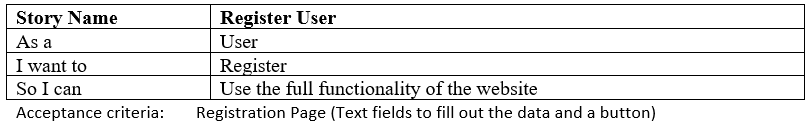 Story Name Register User
As a User
I want to Register
So I can Use the full functionality of the website
Acceptance criteria: Registration Page (Text fields to fill out the data and a button)